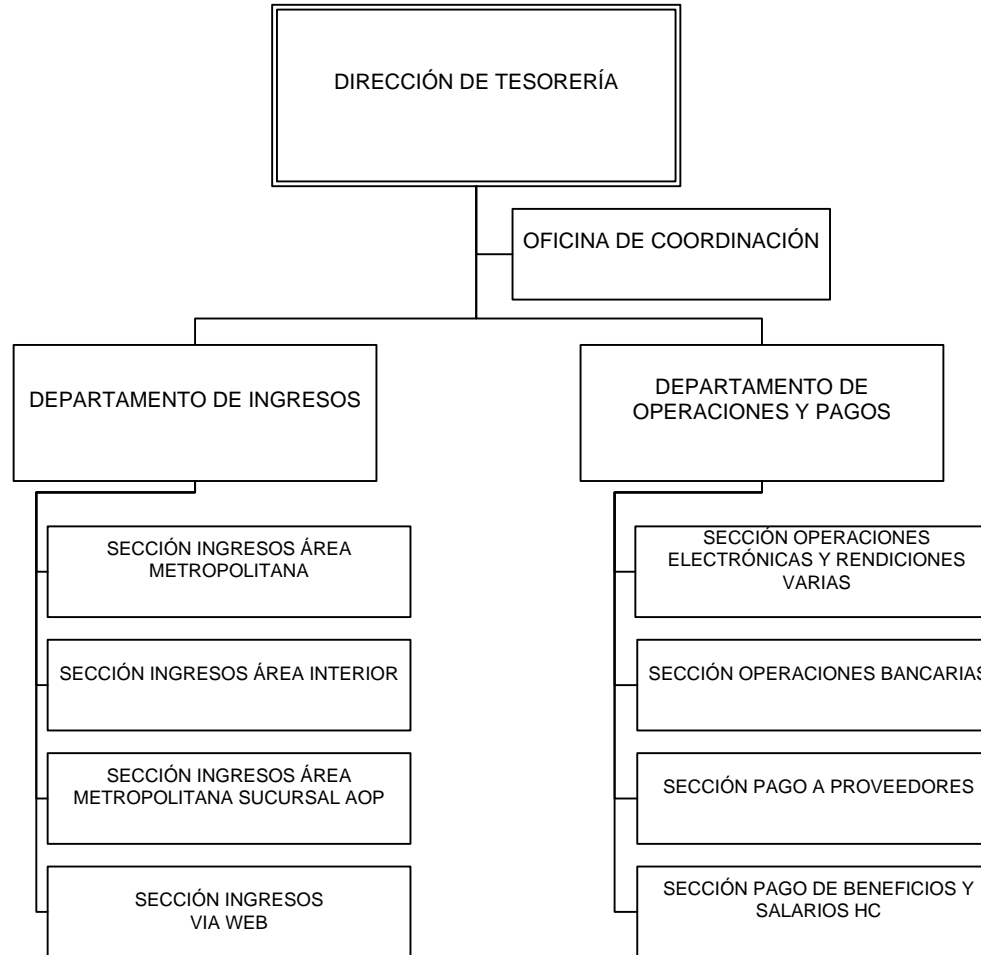 DIRECCIÓN DE TESORERÍA
OFICINA DE COORDINACIÓN
DEPARTAMENTO DE INGRESOS
DEPARTAMENTO DE
OPERACIONES Y PAGOS
SECCIÓN INGRESOS ÁREA
METROPOLITANA
SECCIÓN INGRESOS ÁREA INTERIOR
SECCIÓN INGRESOS ÁREA
METROPOLITANA SUCURSAL AOP
SECCIÓN INGRESOS
VIA WEB
SECCIÓN OPERACIONES
ELECTRÓNICAS Y RENDICIONES
VARIAS
SECCIÓN OPERACIONES BANCARIAS
SECCIÓN PAGO A PROVEEDORES
SECCIÓN PAGO DE BENEFICIOS Y
SALARIOS HC